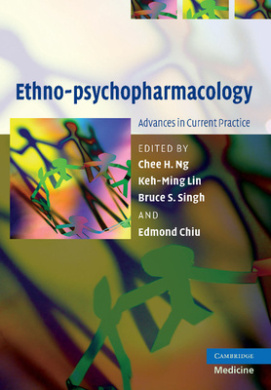 Ethno-psychopharmacology
Advances in Current Practice
EDITED BY
Chee H. Ng
Keh-Ming Lin
Bruce S. Singh
AND
Edmond Chiu
CAMBRIDGE
Medicine